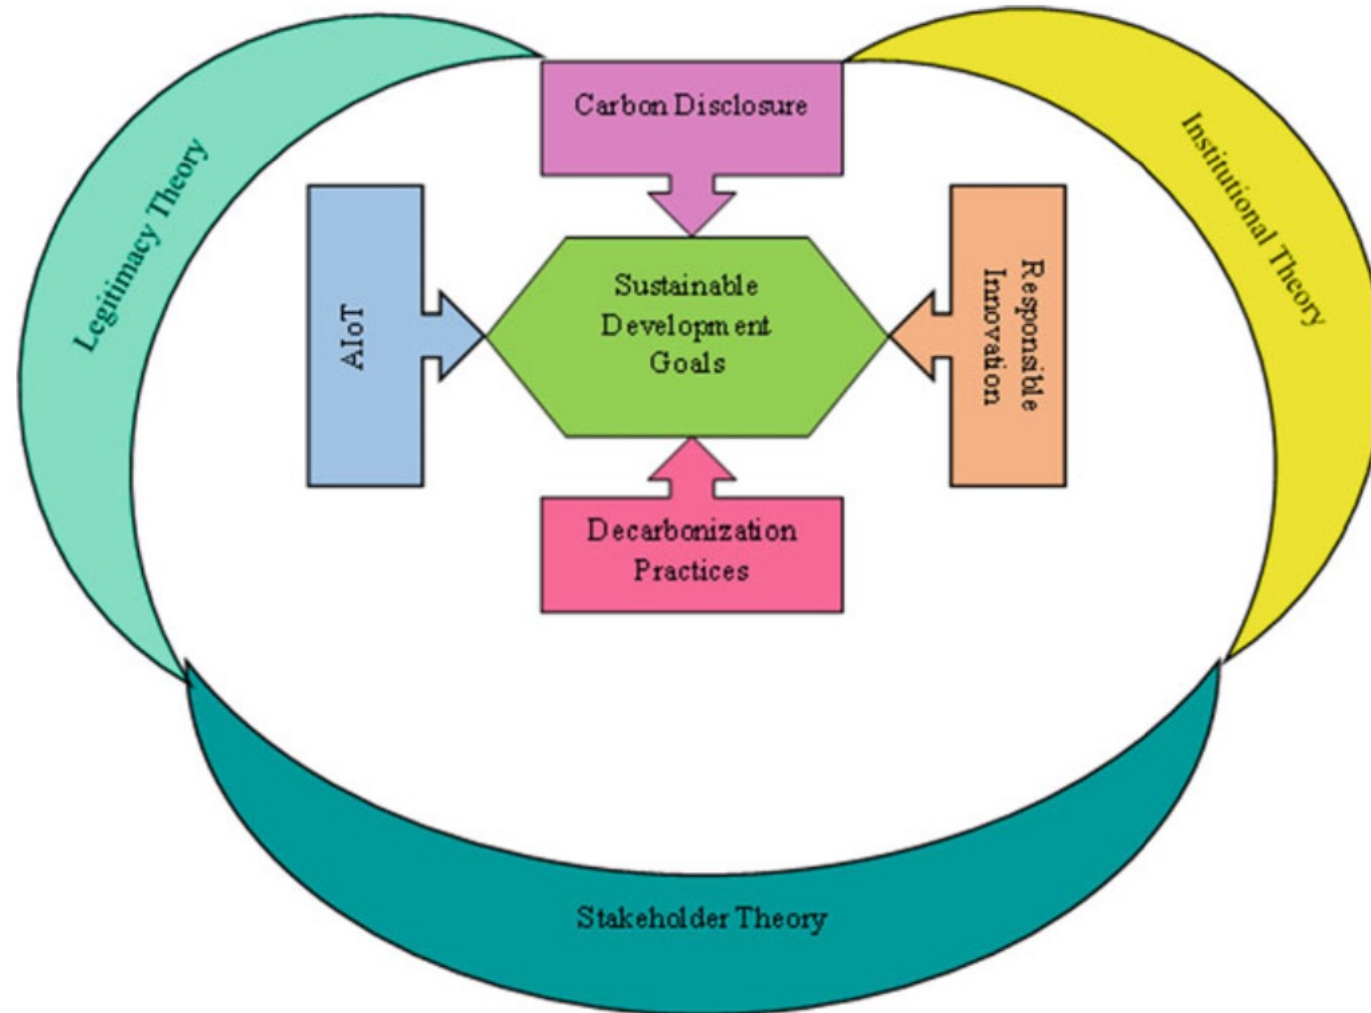 Carbon Disclosure
Legitimacy Theory
Institutional Theory
AIoT
Sustainable
Development
Goals
Responsible
Innovation
Decarbonization
Practices
Stakeholder Theory